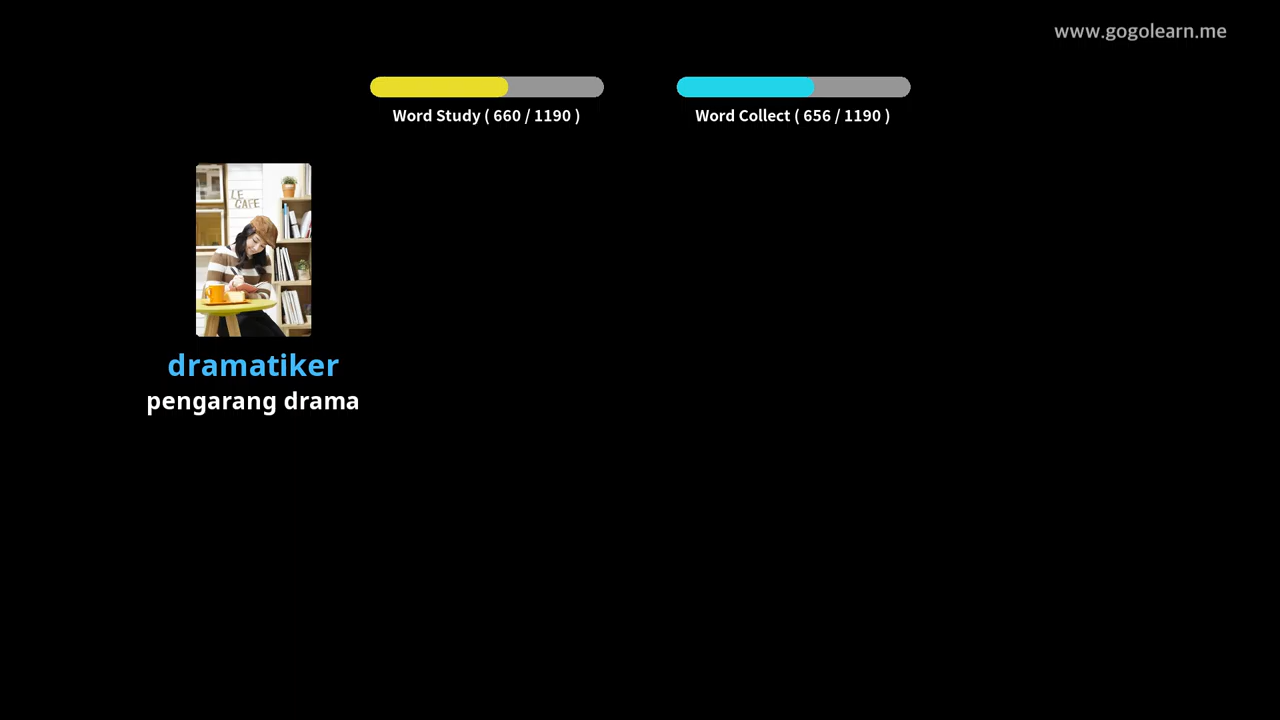 www.gogolearn.me
Word Study ( 660 / 1190 )
Word Collect ( 656 / 1190 )
LE
CAFE
dramatiker
pengarang drama